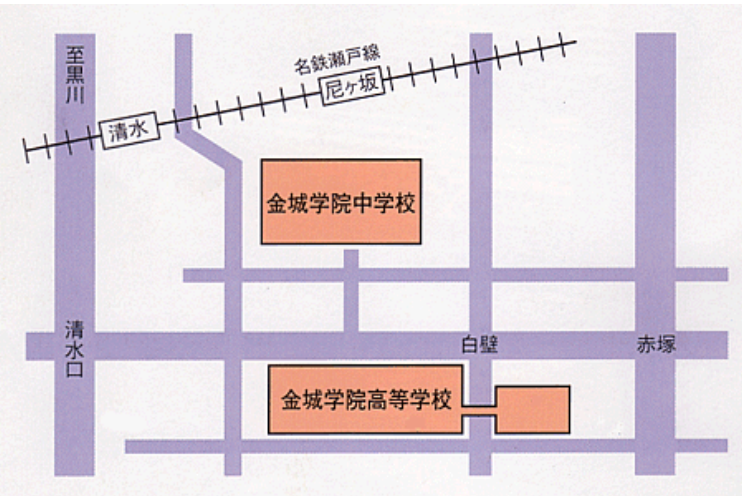 至黒川
名鉄瀬戸線
尼ヶ坂
清水
金城学院中学校
清水口
白壁
赤塚
金城学院高等学校